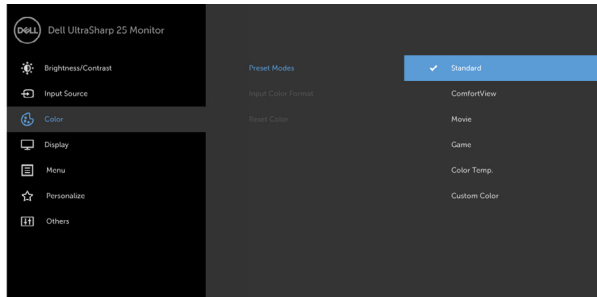 DELL Dell UltraSharp 25 Monitor
Brightness/Contrast Preset Modes Standard
Input Source Input Color Format ComfortView
Color Reset Color Movie
Display Game
Menu Color Temp.
Personalize Custom Color
Others